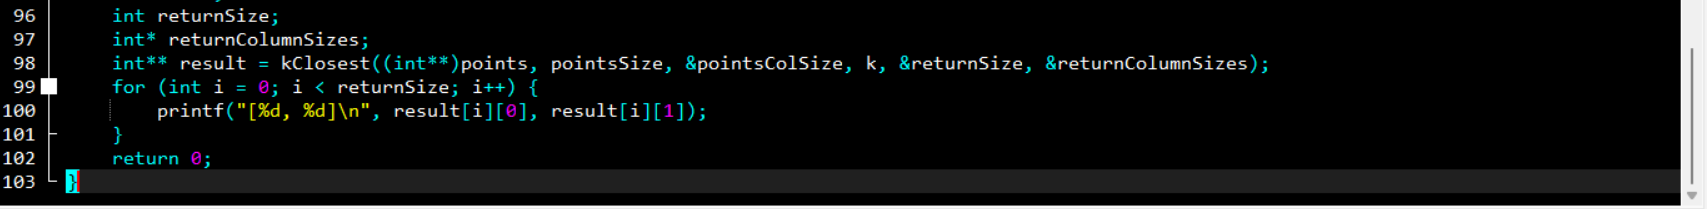 96 int returnSize;
97 int* returnColumnSizes;
98 int** result = kClosest((int**)points, pointsSize, &pointsColSize, k, &returnSize, &returnColumnSizes);
99 for (int i = 0; i < returnSize; i++) {
100 printf("[%d, %d]\n", result[i][0], result[i][1]);
101 }
102 return 0;
103 }